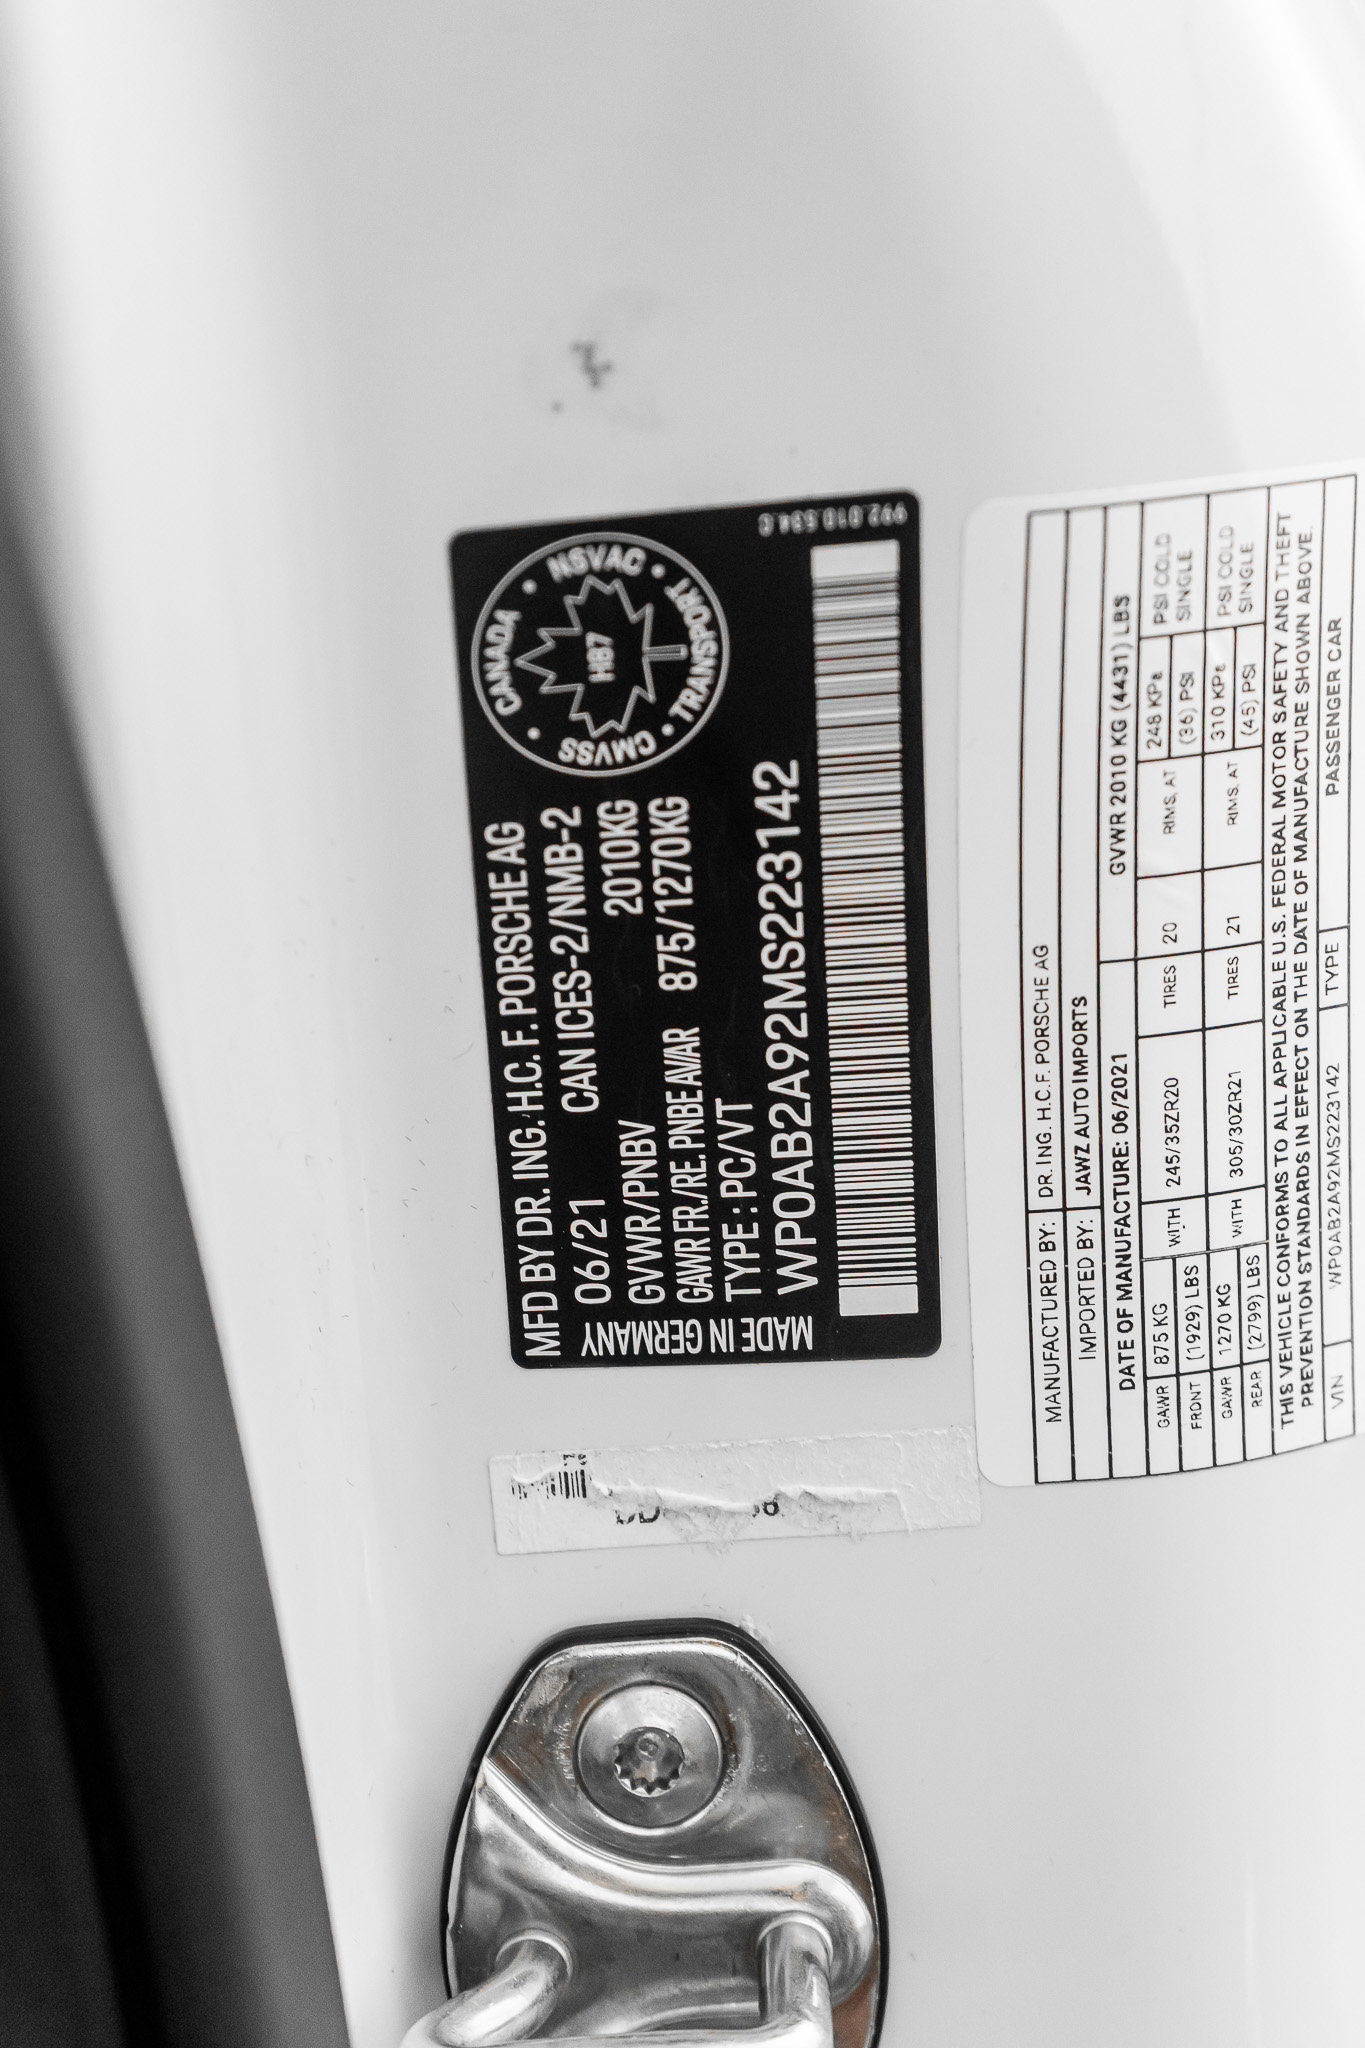 MFD BY DR. ING. H.C. F. PORSCHE AG
06/21 CAN ICES-2/NMB-2
GVWR/PNBV 2010KG
GAWR FR./RE. PNBE AV/AR 875/1270KG
TYPE : PC/VT
WP0AB2A92MS223142
MADE IN GERMANY
CANADA • NSVAC • TRANSPORT • CMVSS •
H87
992.010.534.C
MANUFACTURED BY: DR. ING. H.C. F. PORSCHE AG
IMPORTED BY: JAWZ AUTO IMPORTS
DATE OF MANUFACTURE: 06/2021 GVWR 2010 KG (4431) LBS
GAWR 875 KG WITH 245/35ZR20 TIRES 20 RIMS, AT 248 KPa PSI COLD
FRONT (1929) LBS (36) PSI SINGLE
GAWR 1270 KG WITH 305/30ZR21 TIRES 21 RIMS, AT 310 KPa PSI COLD
REAR (2799) LBS (45) PSI SINGLE
THIS VEHICLE CONFORMS TO ALL APPLICABLE U.S. FEDERAL MOTOR SAFETY AND THEFT
PREVENTION STANDARDS IN EFFECT ON THE DATE OF MANUFACTURE SHOWN ABOVE.
VIN WP0AB2A92MS223142 TYPE PASSENGER CAR